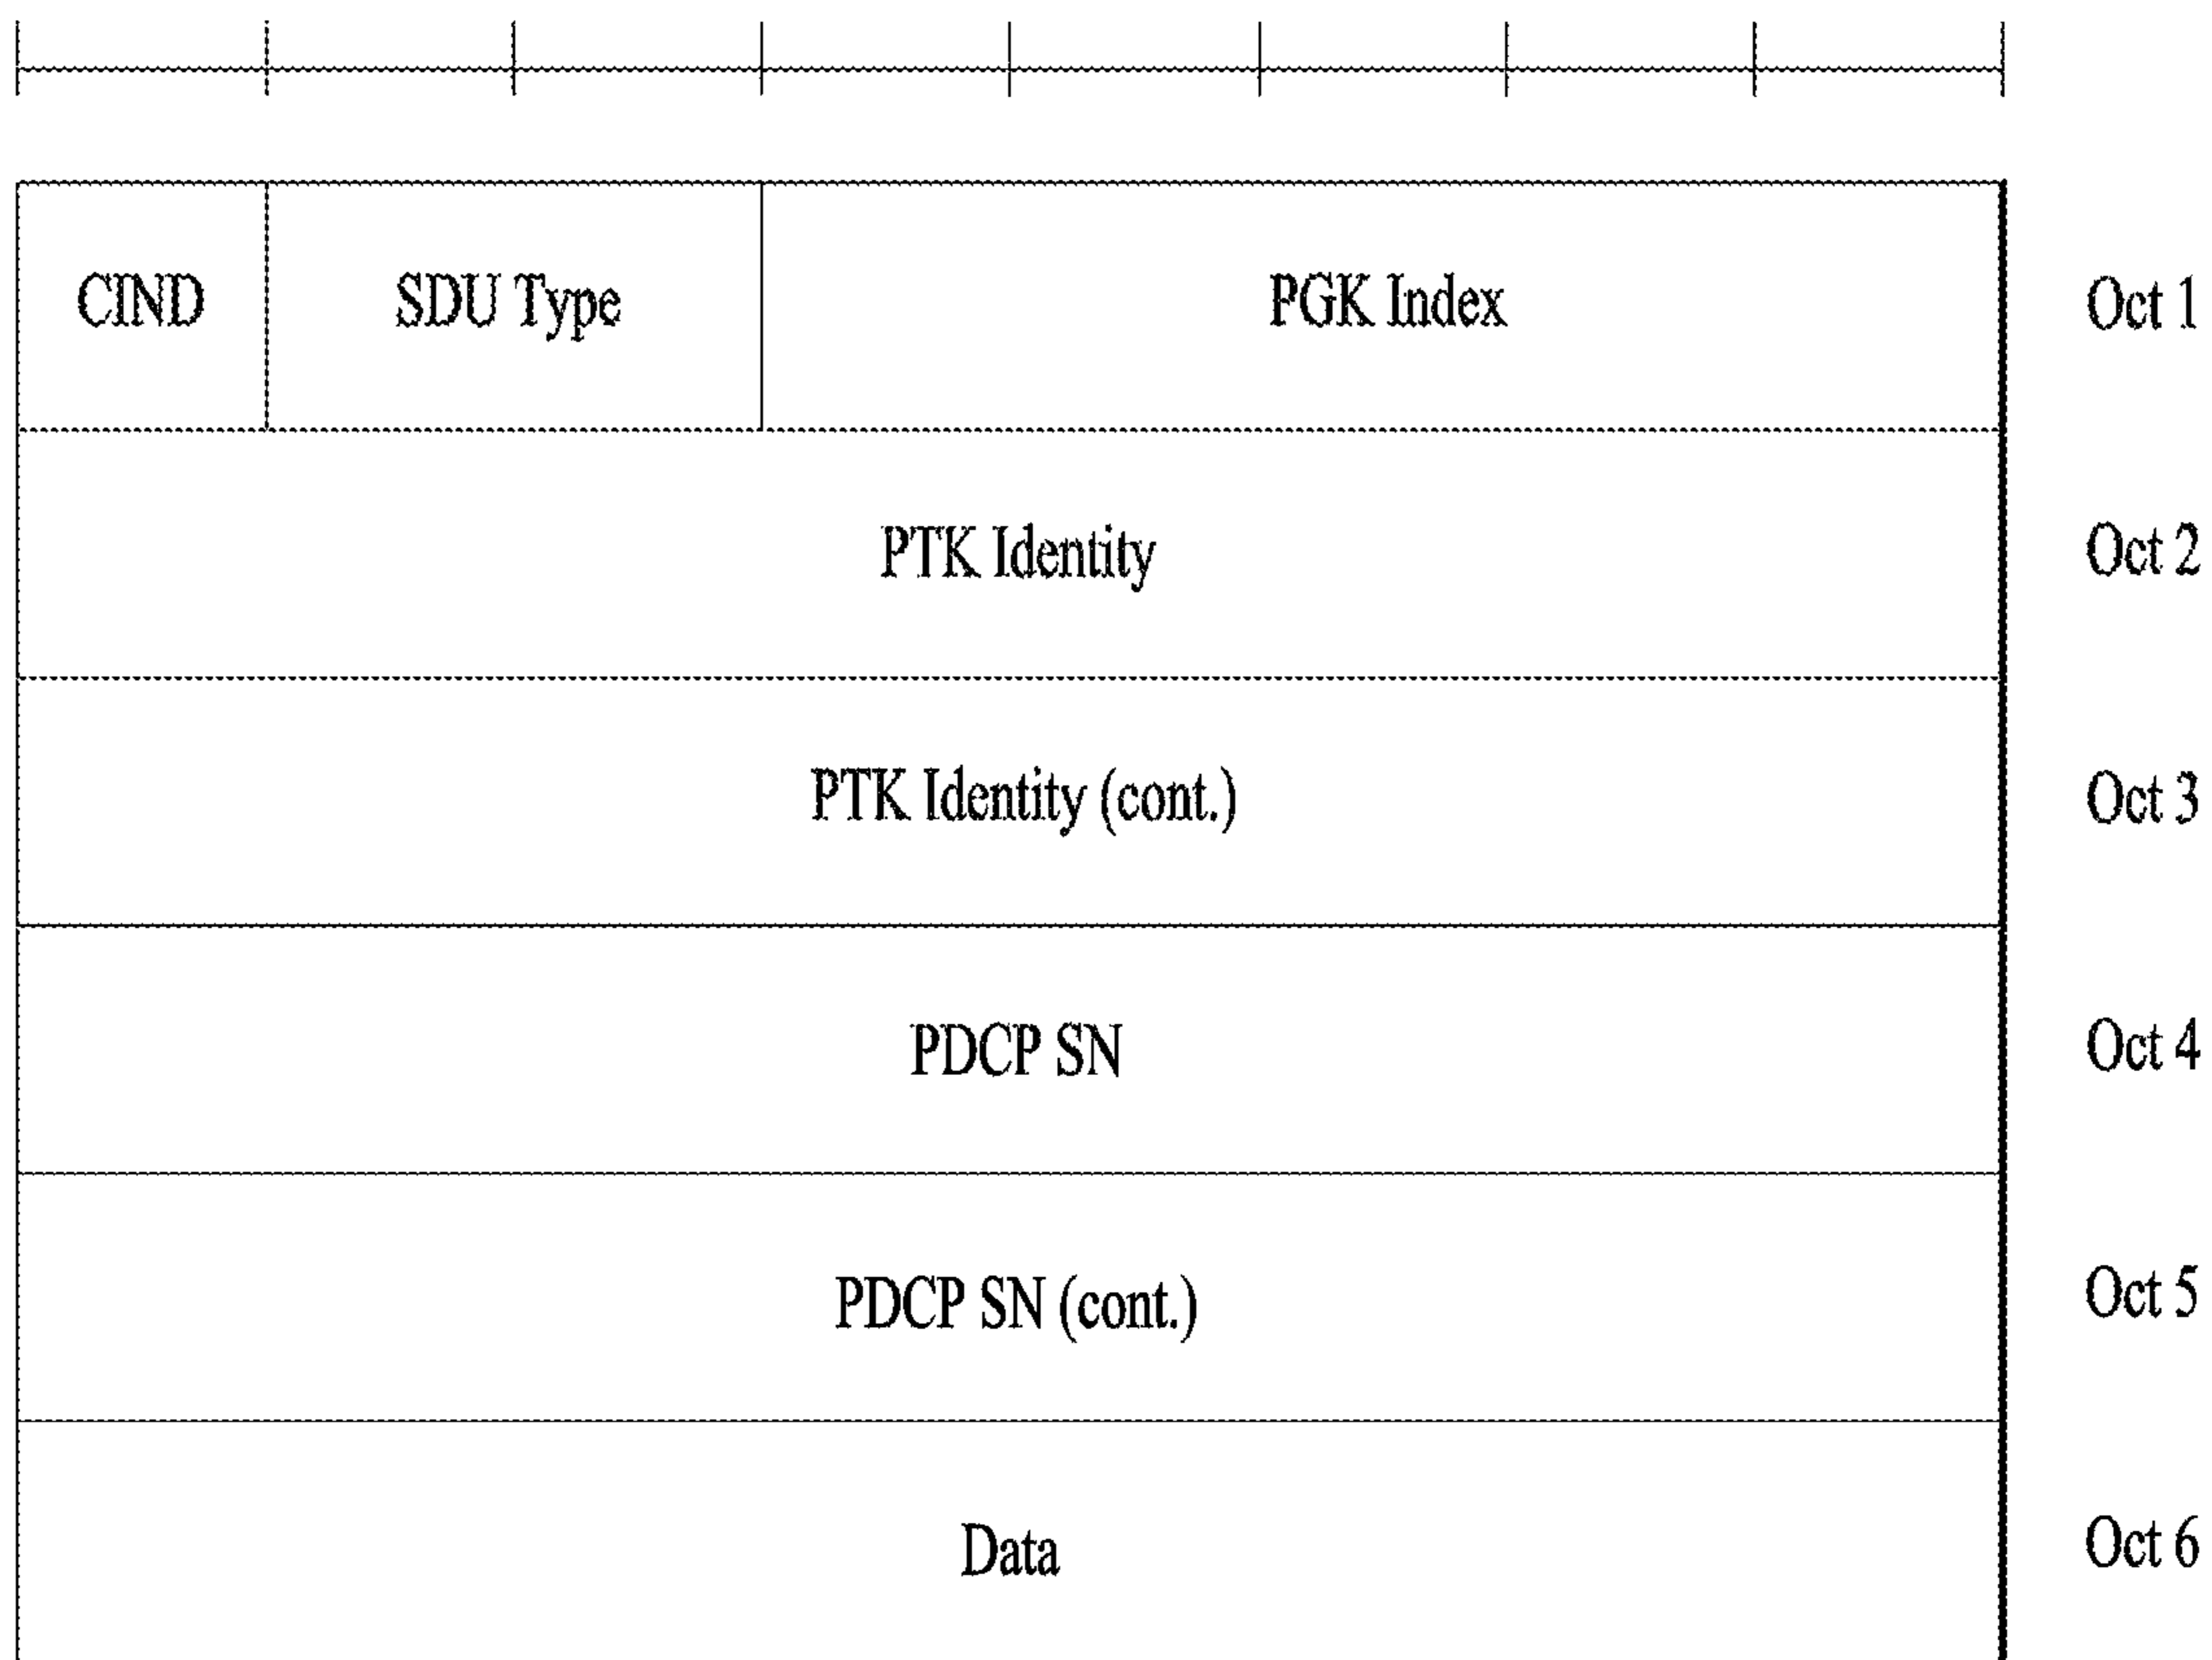 CIND SDU Type PGK Index Oct 1
PTK Identity Oct 2
PTK Identity (cont.) Oct 3
PDCP SN Oct 4
PDCP SN (cont.) Oct 5
Data Oct 6